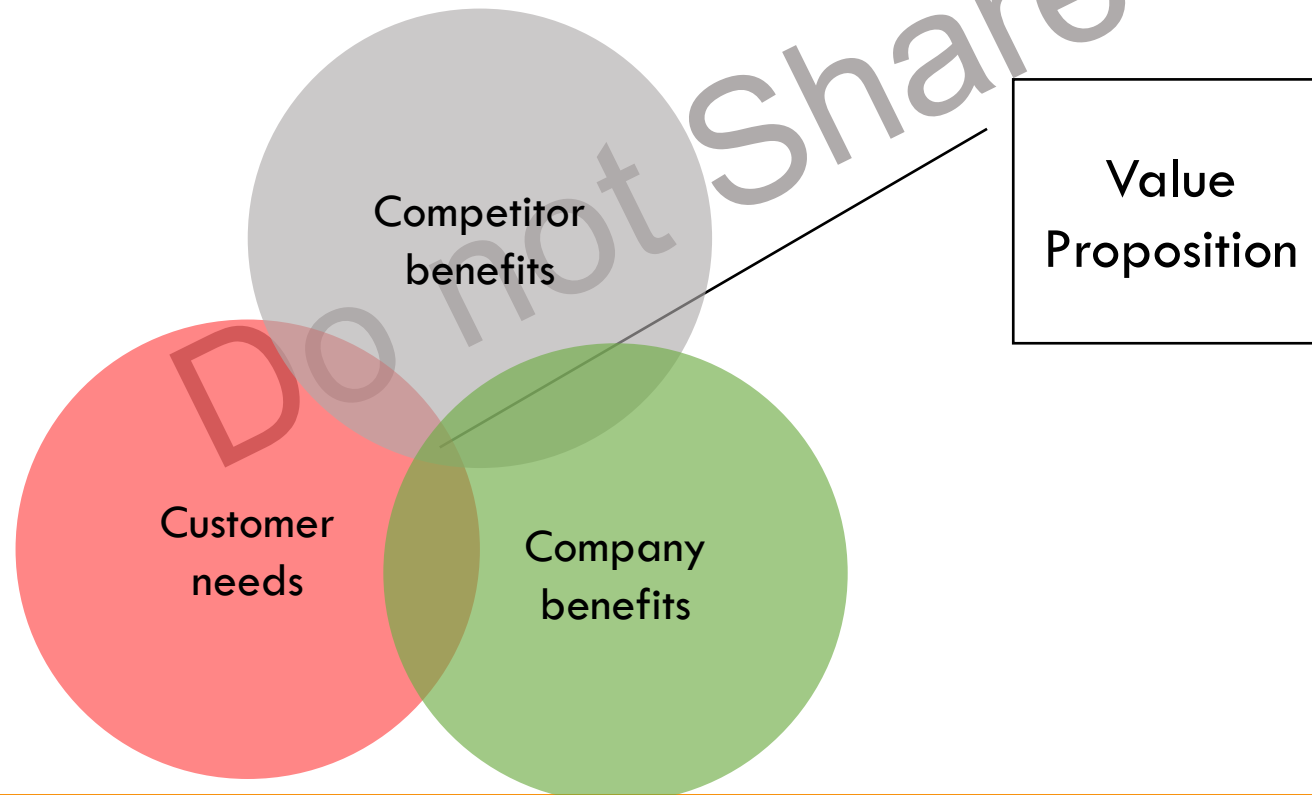 Do not Share
Competitor
benefits
Value
Proposition
Customer
needs
Company
benefits